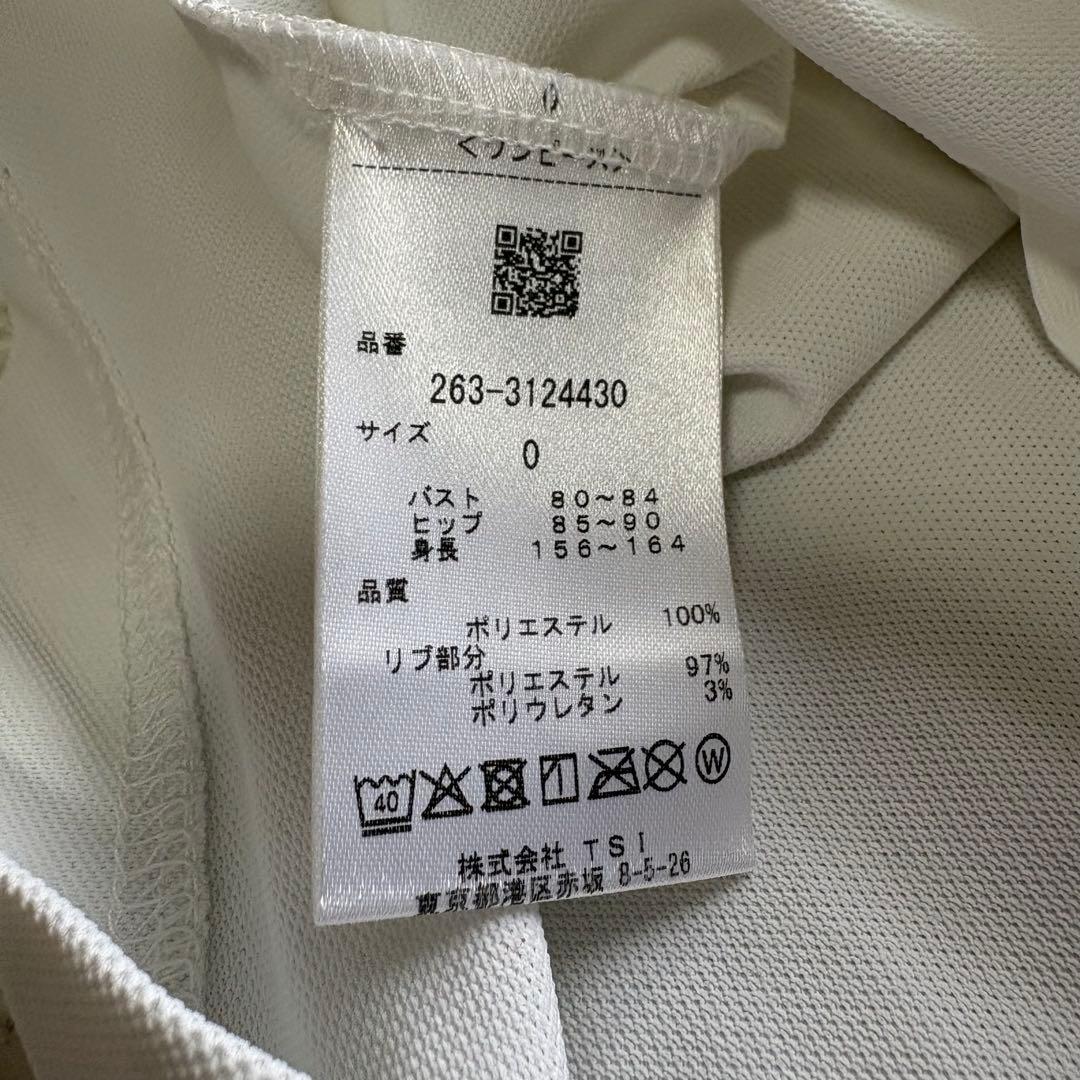 0
<ワンピース>
品番
263-3124430
サイズ
0
バスト 80～84
ヒップ 85～90
身長 156～164
品質
ポリエステル 100%
リブ部分
ポリエステル 97%
ポリウレタン 3%
40 1 W
株式会社 TSI
東京都港区赤坂 8-5-26